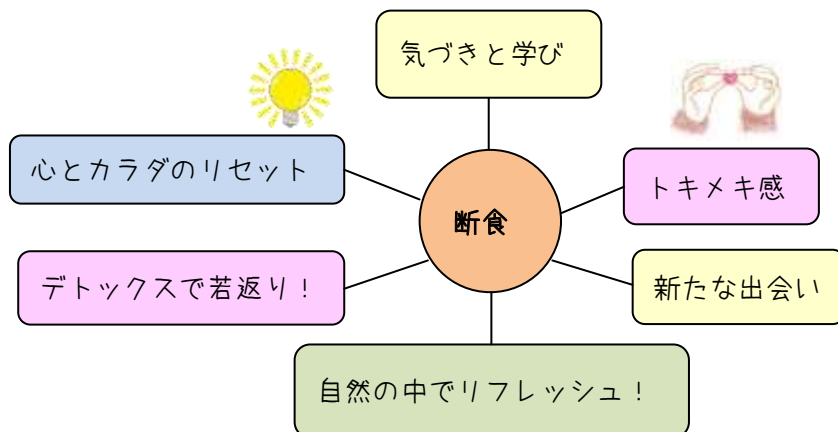 気づきと学び
心とカラダのリセット
トキメキ感
断食
デトックスで若返り！
新たな出会い
自然の中でリフレッシュ！